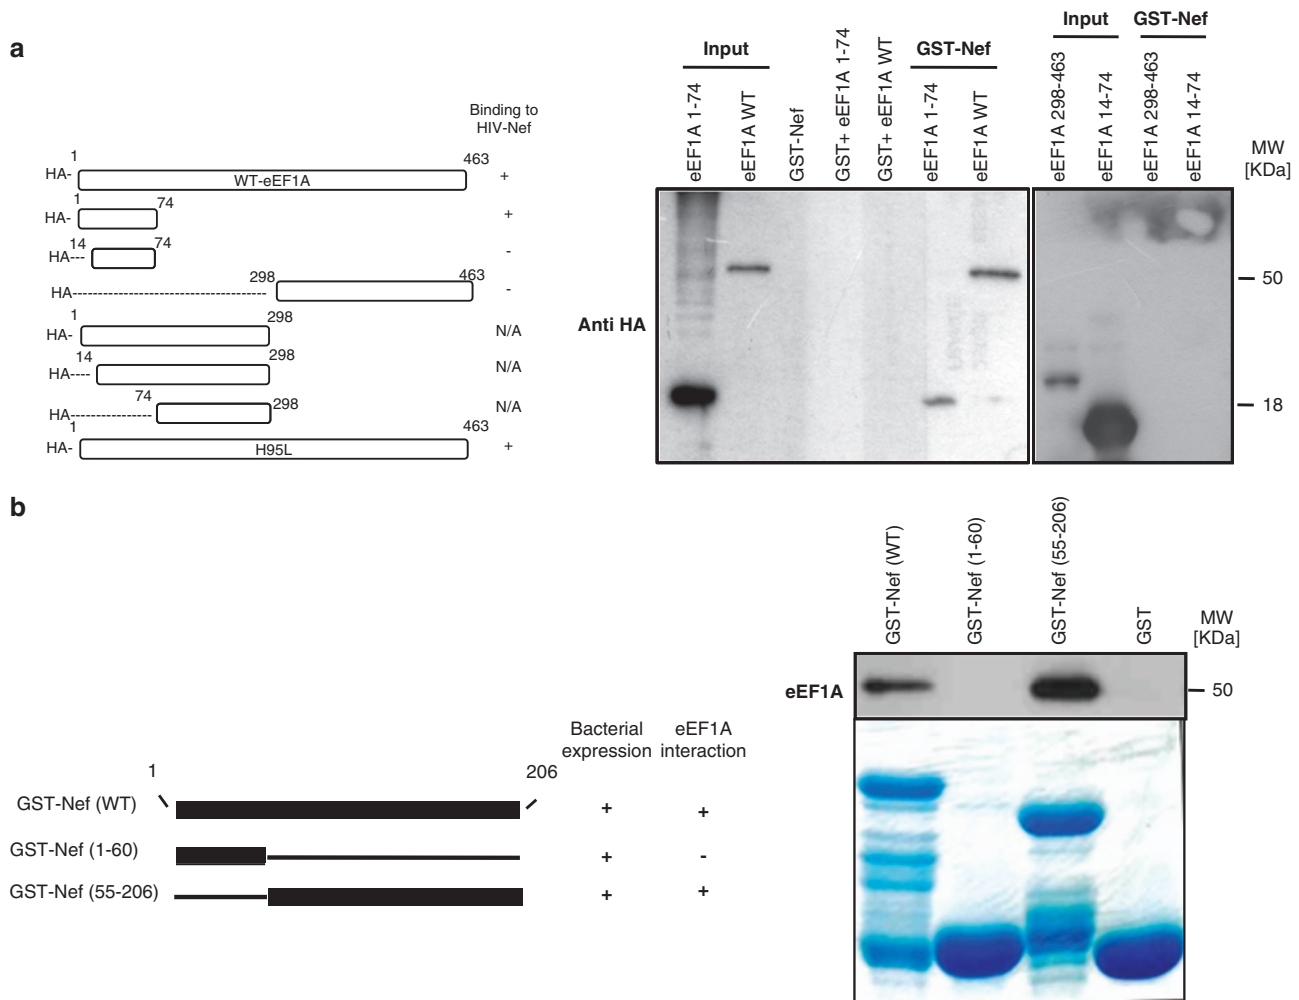 a
Binding to
HIV-Nef
1
463
HA-
WT-eEF1A
+
1
74
HA-
+
14
74
HA---
-
298
463
HA
-
1
298
HA-
N/A
14
298
HA----
N/A
74
298
HA
N/A
1
463
HA-
H95L
+
Input
GST-Nef
Input
GST-Nef
eEF1A 1-74
eEF1A WT
GST-Nef
GST+ eEF1A 1-74
GST+ eEF1A WT
eEF1A 1-74
eEF1A WT
eEF1A 298-463
eEF1A 14-74
eEF1A 298-463
eEF1A 14-74
MW
[KDa]
Anti HA
50
18
b
Bacterial
expression
eEF1A
interaction
1
206
GST-Nef (WT)
+ +
GST-Nef (1-60)
+ -
GST-Nef (55-206)
+ +
GST-Nef (WT)
GST-Nef (1-60)
GST-Nef (55-206)
GST
MW
[KDa]
eEF1A
50